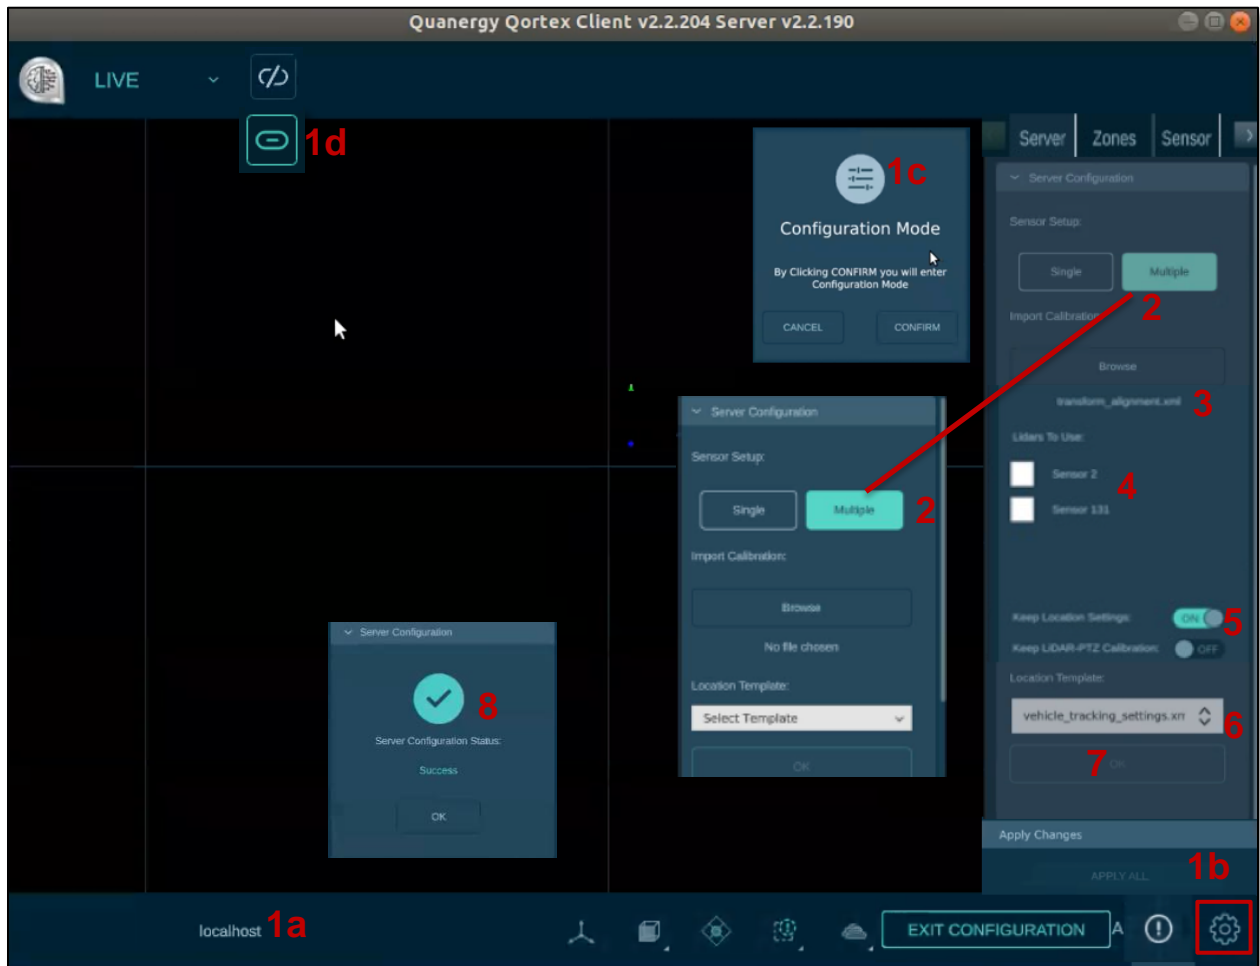 Quanergy Qortex Client v2.2.204 Server v2.2.190
LIVE
1d
1c
Configuration Mode
By Clicking CONFIRM you will enter
Configuration Mode
CANCEL
CONFIRM
Server
Zones
Sensor
Server Configuration
Sensor Setup:
Single
Multiple
2
Import Calibration:
Browse
transform_alignment.xml
3
Lidars To Use:
Sensor 2
4
Sensor 131
Keep Location Settings:
ON
5
Keep LiDAR-PTZ Calibration:
OFF
Location Template:
vehicle_tracking_settings.xm
6
7
OK
Apply Changes
1b
APPLY ALL
Server Configuration
Sensor Setup:
Single
Multiple
2
Import Calibration:
Browse
No file chosen
Location Template:
Select Template
OK
Server Configuration
8
Server Configuration Status:
Success
OK
localhost
1a
EXIT CONFIGURATION
A